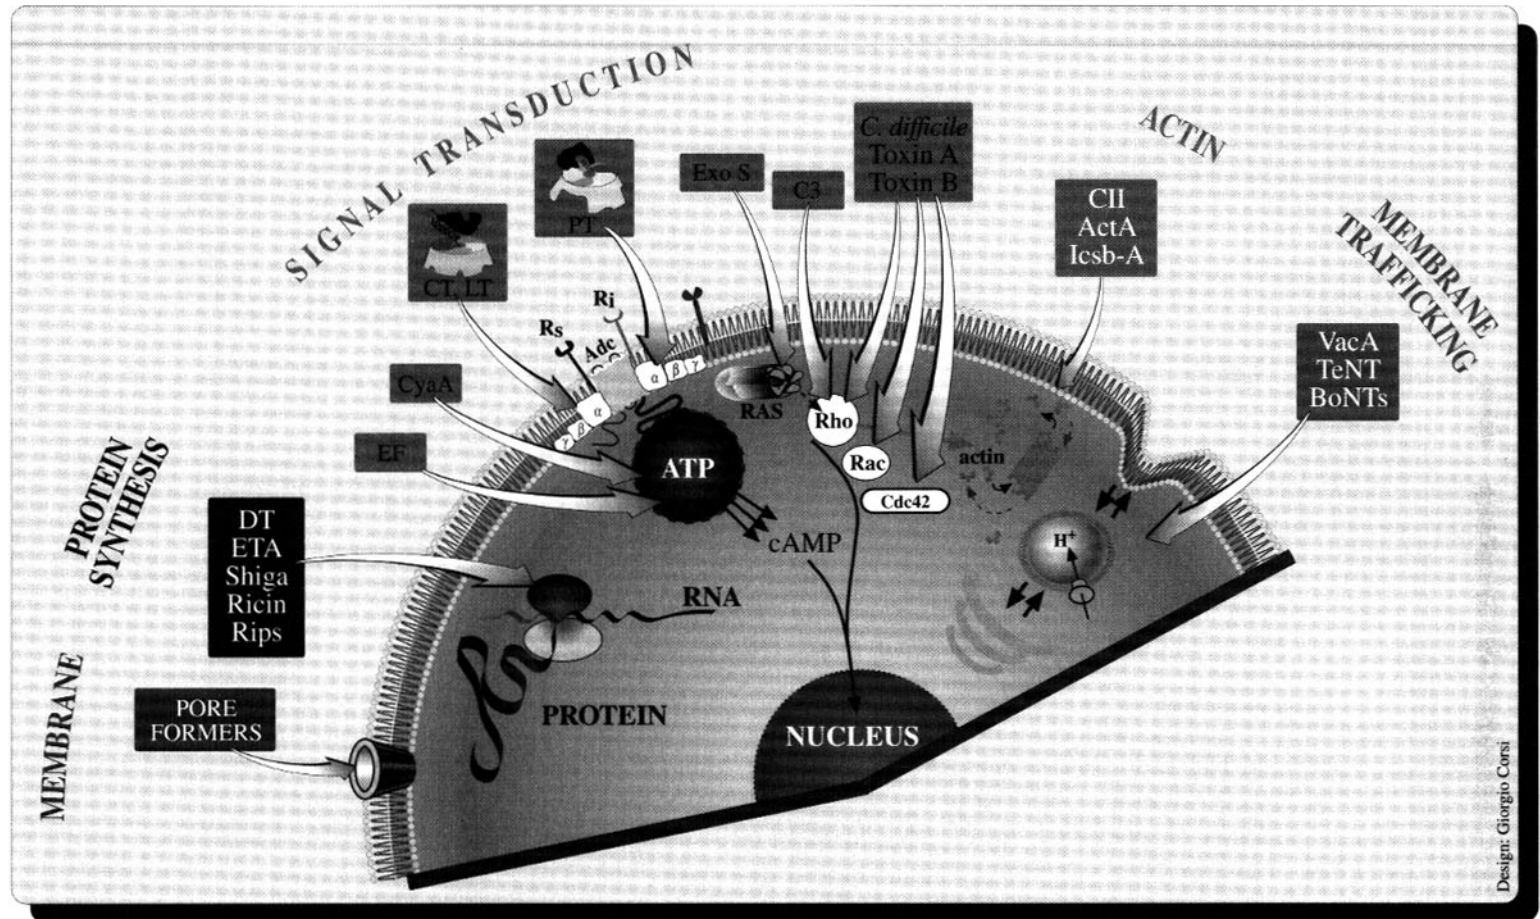 SIGNAL TRANSDUCTION
ACTIN
MEMBRANE
TRAFFICKING
PROTEIN
SYNTHESIS
MEMBRANE
CT, LT
PT
Exo S
C3
C. difficile
Toxin A
Toxin B
CII
ActA
Icsb-A
VacA
TeNT
BoNTs
CyaA
EF
DT
ETA
Shiga
Ricin
Rips
PORE
FORMERS
Rs
Adc
Ri
α
β
γ
α
β
γ
RAS
Rho
Rac
Cdc42
actin
H+
ATP
cAMP
RNA
PROTEIN
NUCLEUS
Design: Giorgio Corsi